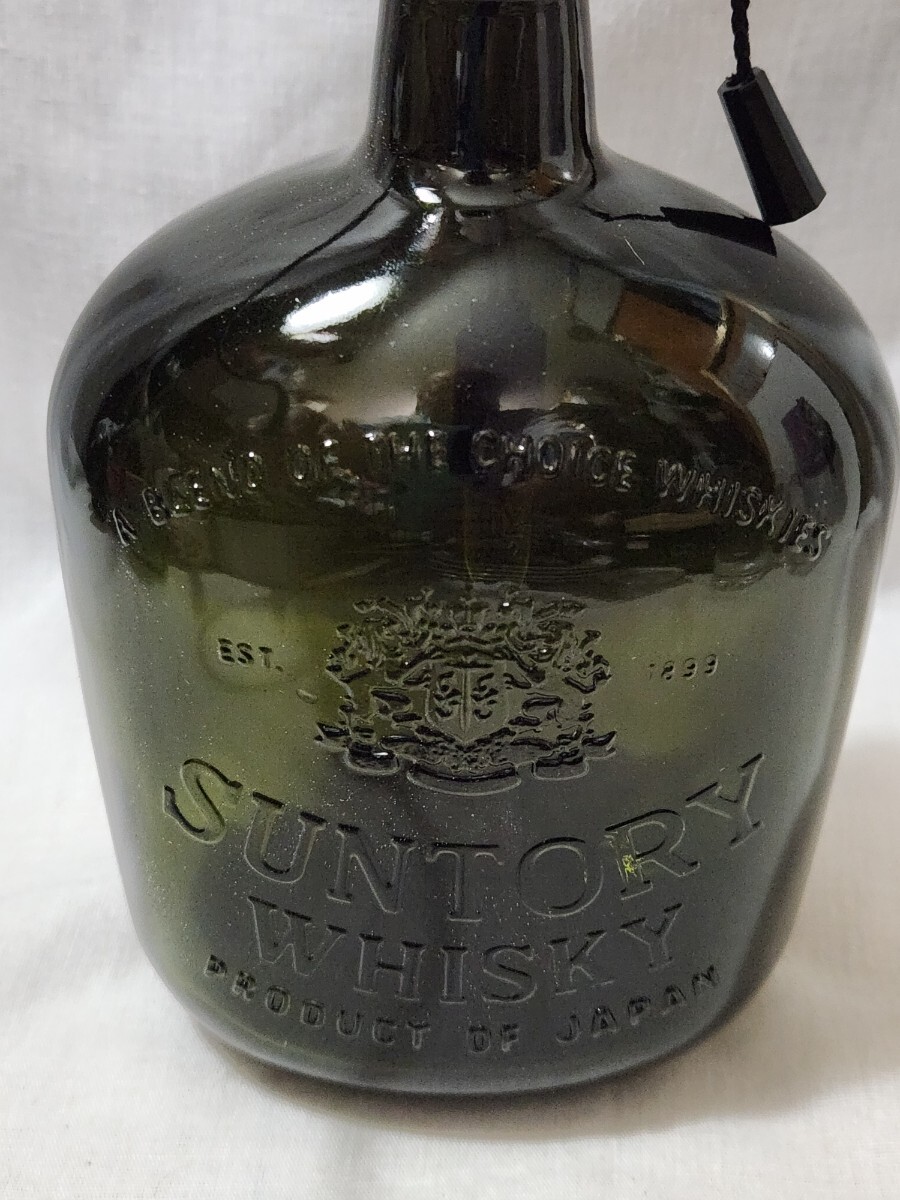 A BLEND OF THE CHOICE WHISKIES
EST. 1899
SUNTORY
WHISKY
PRODUCT OF JAPAN